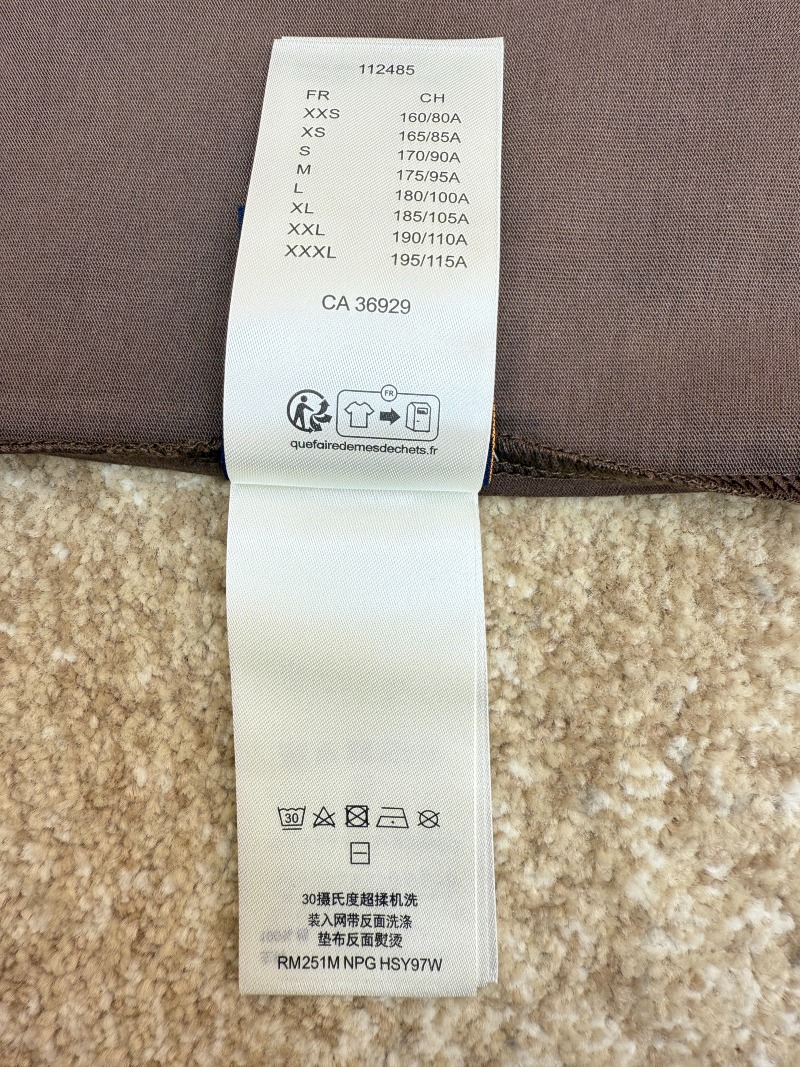 112485
FR CH
XXS 160/80A
XS 165/85A
S 170/90A
M 175/95A
L 180/100A
XL 185/105A
XXL 190/110A
XXXL 195/115A
CA 36929
FR
quefairedemesdechets.fr
30
30摄氏度超揉机洗
装入网带反面洗涤
垫布反面熨烫
RM251M NPG HSY97W